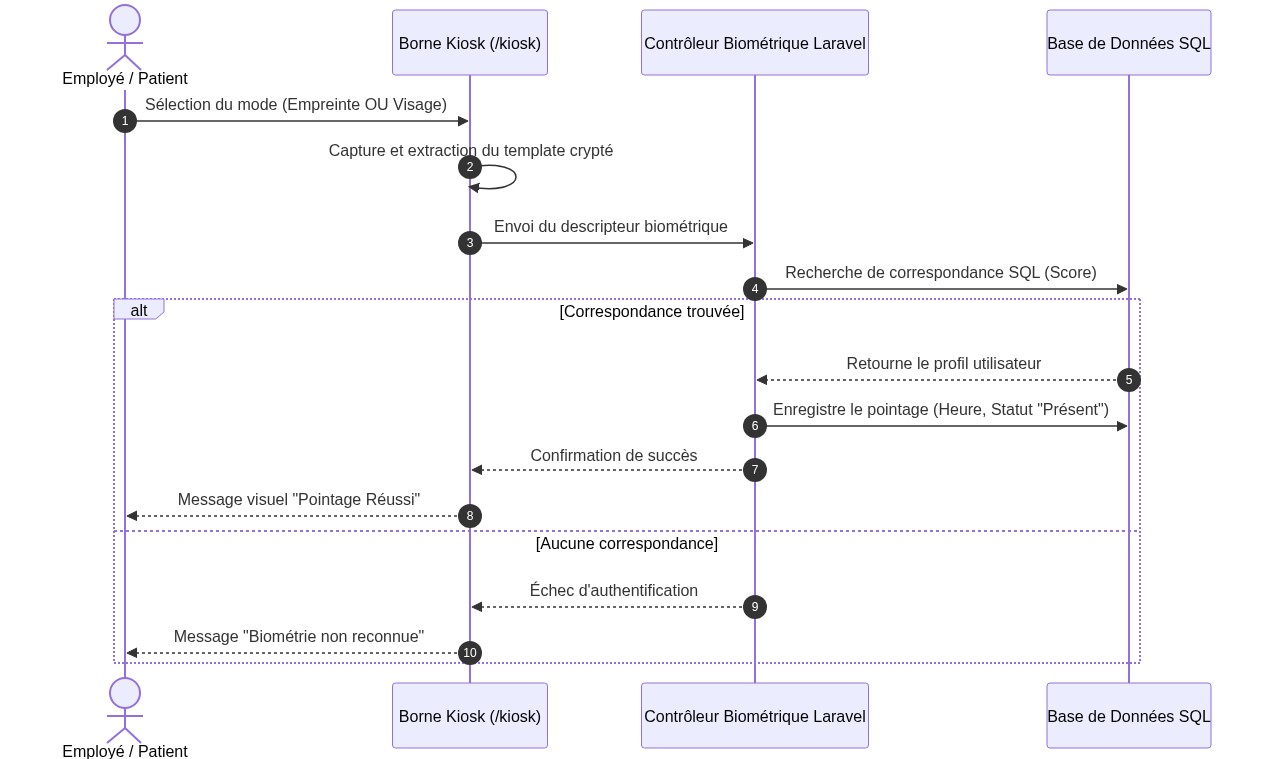 Employé / Patient
Borne Kiosk (/kiosk)
Contrôleur Biométrique Laravel
Base de Données SQL
1
Sélection du mode (Empreinte OU Visage)
Capture et extraction du template crypté
2
3
Envoi du descripteur biométrique
4
Recherche de correspondance SQL (Score)
alt
[Correspondance trouvée]
Retourne le profil utilisateur
5
6
Enregistre le pointage (Heure, Statut "Présent")
Confirmation de succès
7
Message visuel "Pointage Réussi"
8
[Aucune correspondance]
Échec d'authentification
9
Message "Biométrie non reconnue"
10
Employé / Patient
Borne Kiosk (/kiosk)
Contrôleur Biométrique Laravel
Base de Données SQL